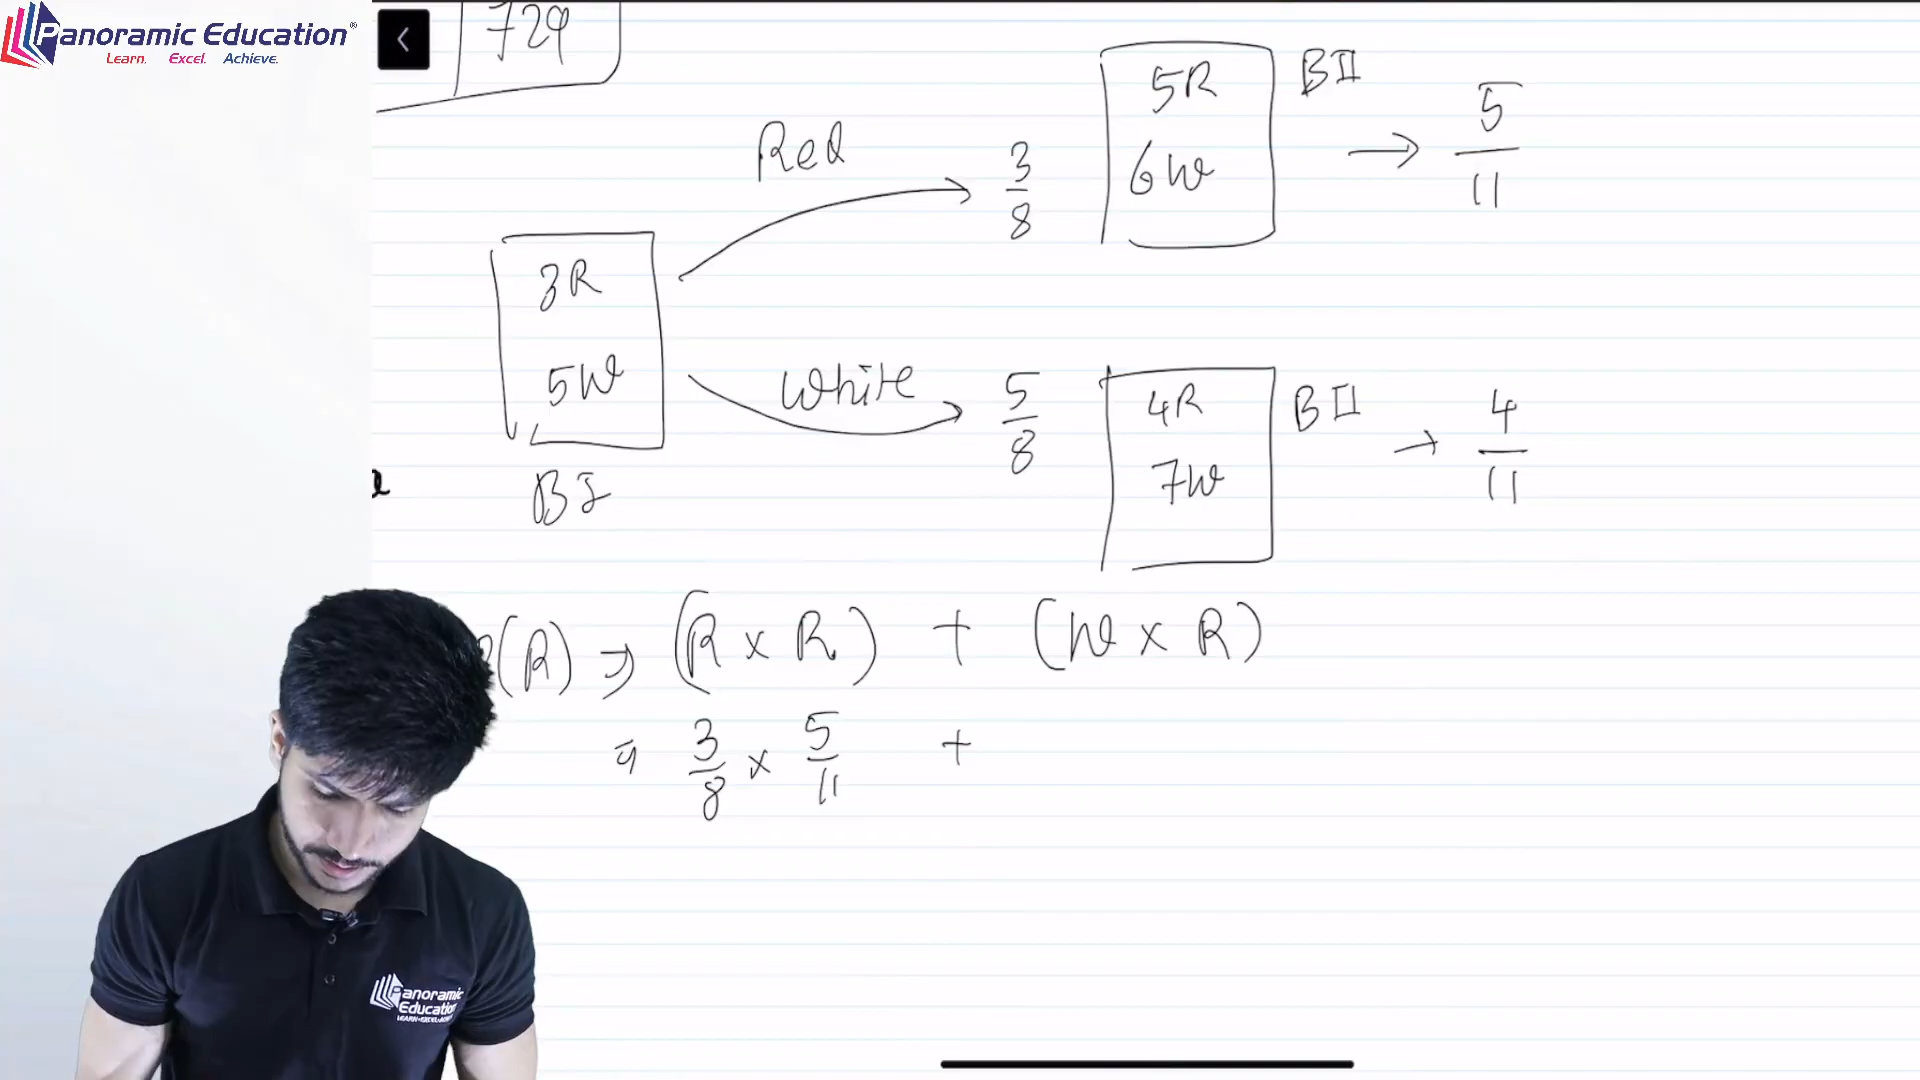 Panoramic Education®
Learn. Excel. Achieve.
729
Red
3/8
5R
6W
BII
→ 5/11
3R
5W
BI
White
5/8
4R
7W
BII
→ 4/11
(R) ⇒ (R × R) + (W × R)
⇒ 3/8 × 5/11 +
Panoramic
Education